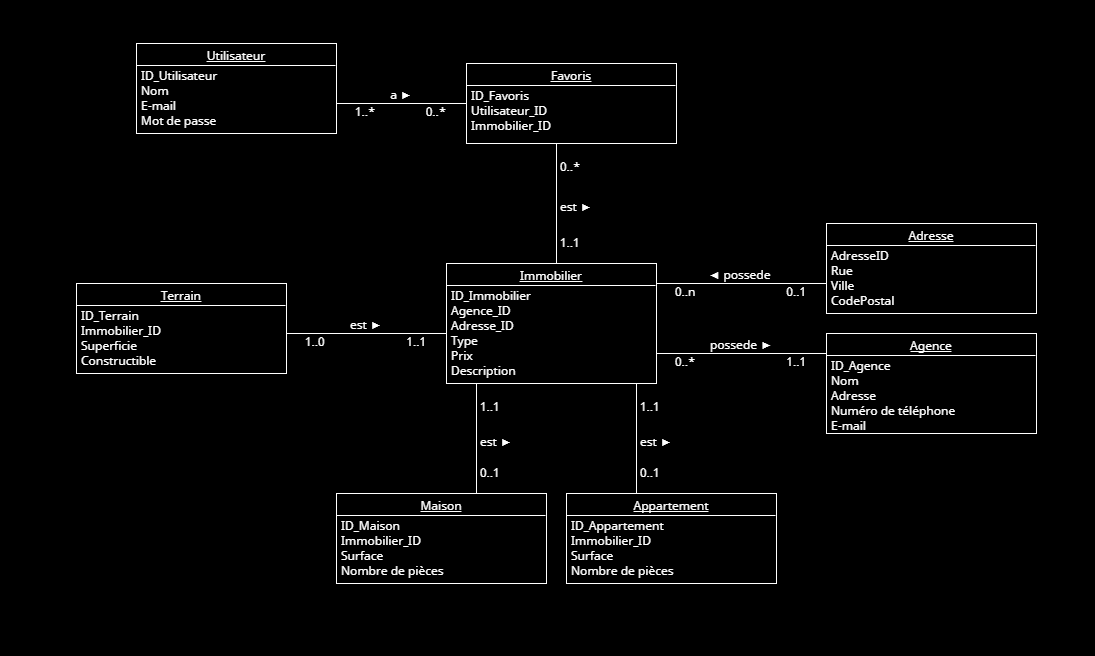 Utilisateur
ID_Utilisateur
Nom
E-mail
Mot de passe
a ►
1..*
0..*
Favoris
ID_Favoris
Utilisateur_ID
Immobilier_ID
0..*
est ►
1..1
Adresse
AdresseID
Rue
Ville
CodePostal
◄ possede
0..n
0..1
Immobilier
ID_Immobilier
Agence_ID
Adresse_ID
Type
Prix
Description
Terrain
ID_Terrain
Immobilier_ID
Superficie
Constructible
est ►
1..0
1..1
possede ►
0..*
1..1
Agence
ID_Agence
Nom
Adresse
Numéro de téléphone
E-mail
1..1
est ►
0..1
1..1
est ►
0..1
Maison
ID_Maison
Immobilier_ID
Surface
Nombre de pièces
Appartement
ID_Appartement
Immobilier_ID
Surface
Nombre de pièces